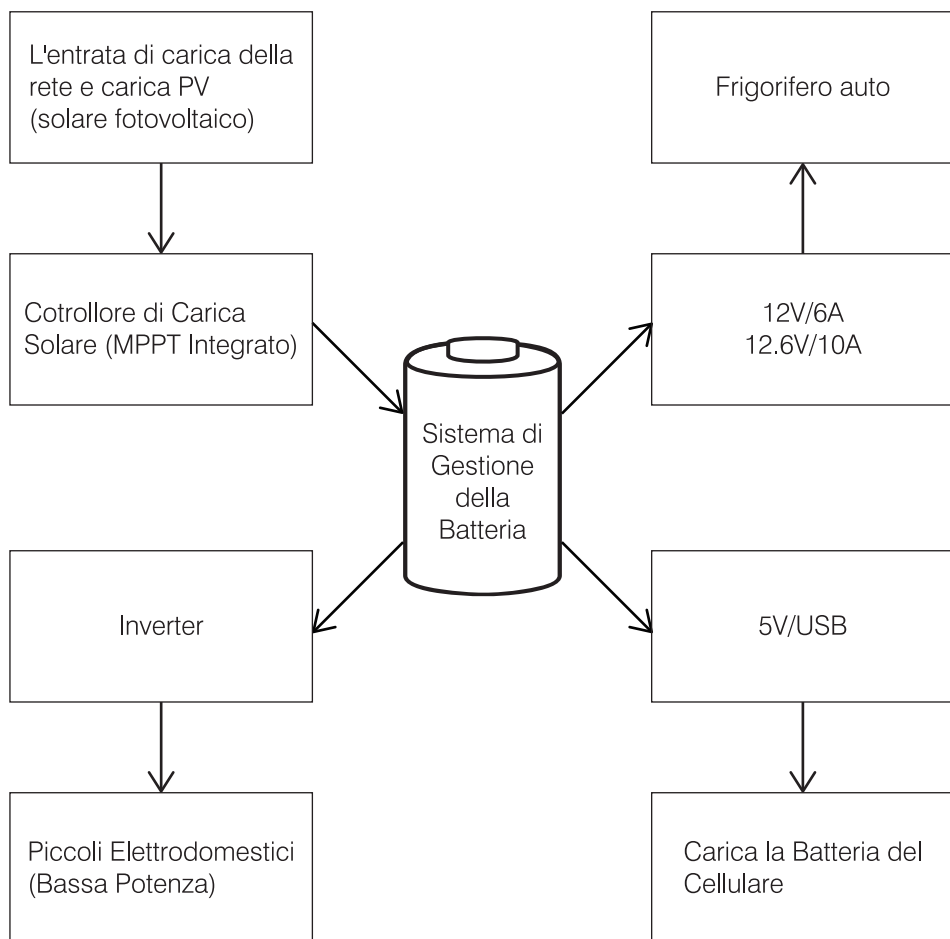 L'entrata di carica della
rete e carica PV
(solare fotovoltaico)
Frigorifero auto
Cotrollore di Carica
Solare (MPPT Integrato)
12V/6A
12.6V/10A
Sistema di
Gestione
della
Batteria
Inverter
5V/USB
Piccoli Elettrodomestici
(Bassa Potenza)
Carica la Batteria del
Cellulare